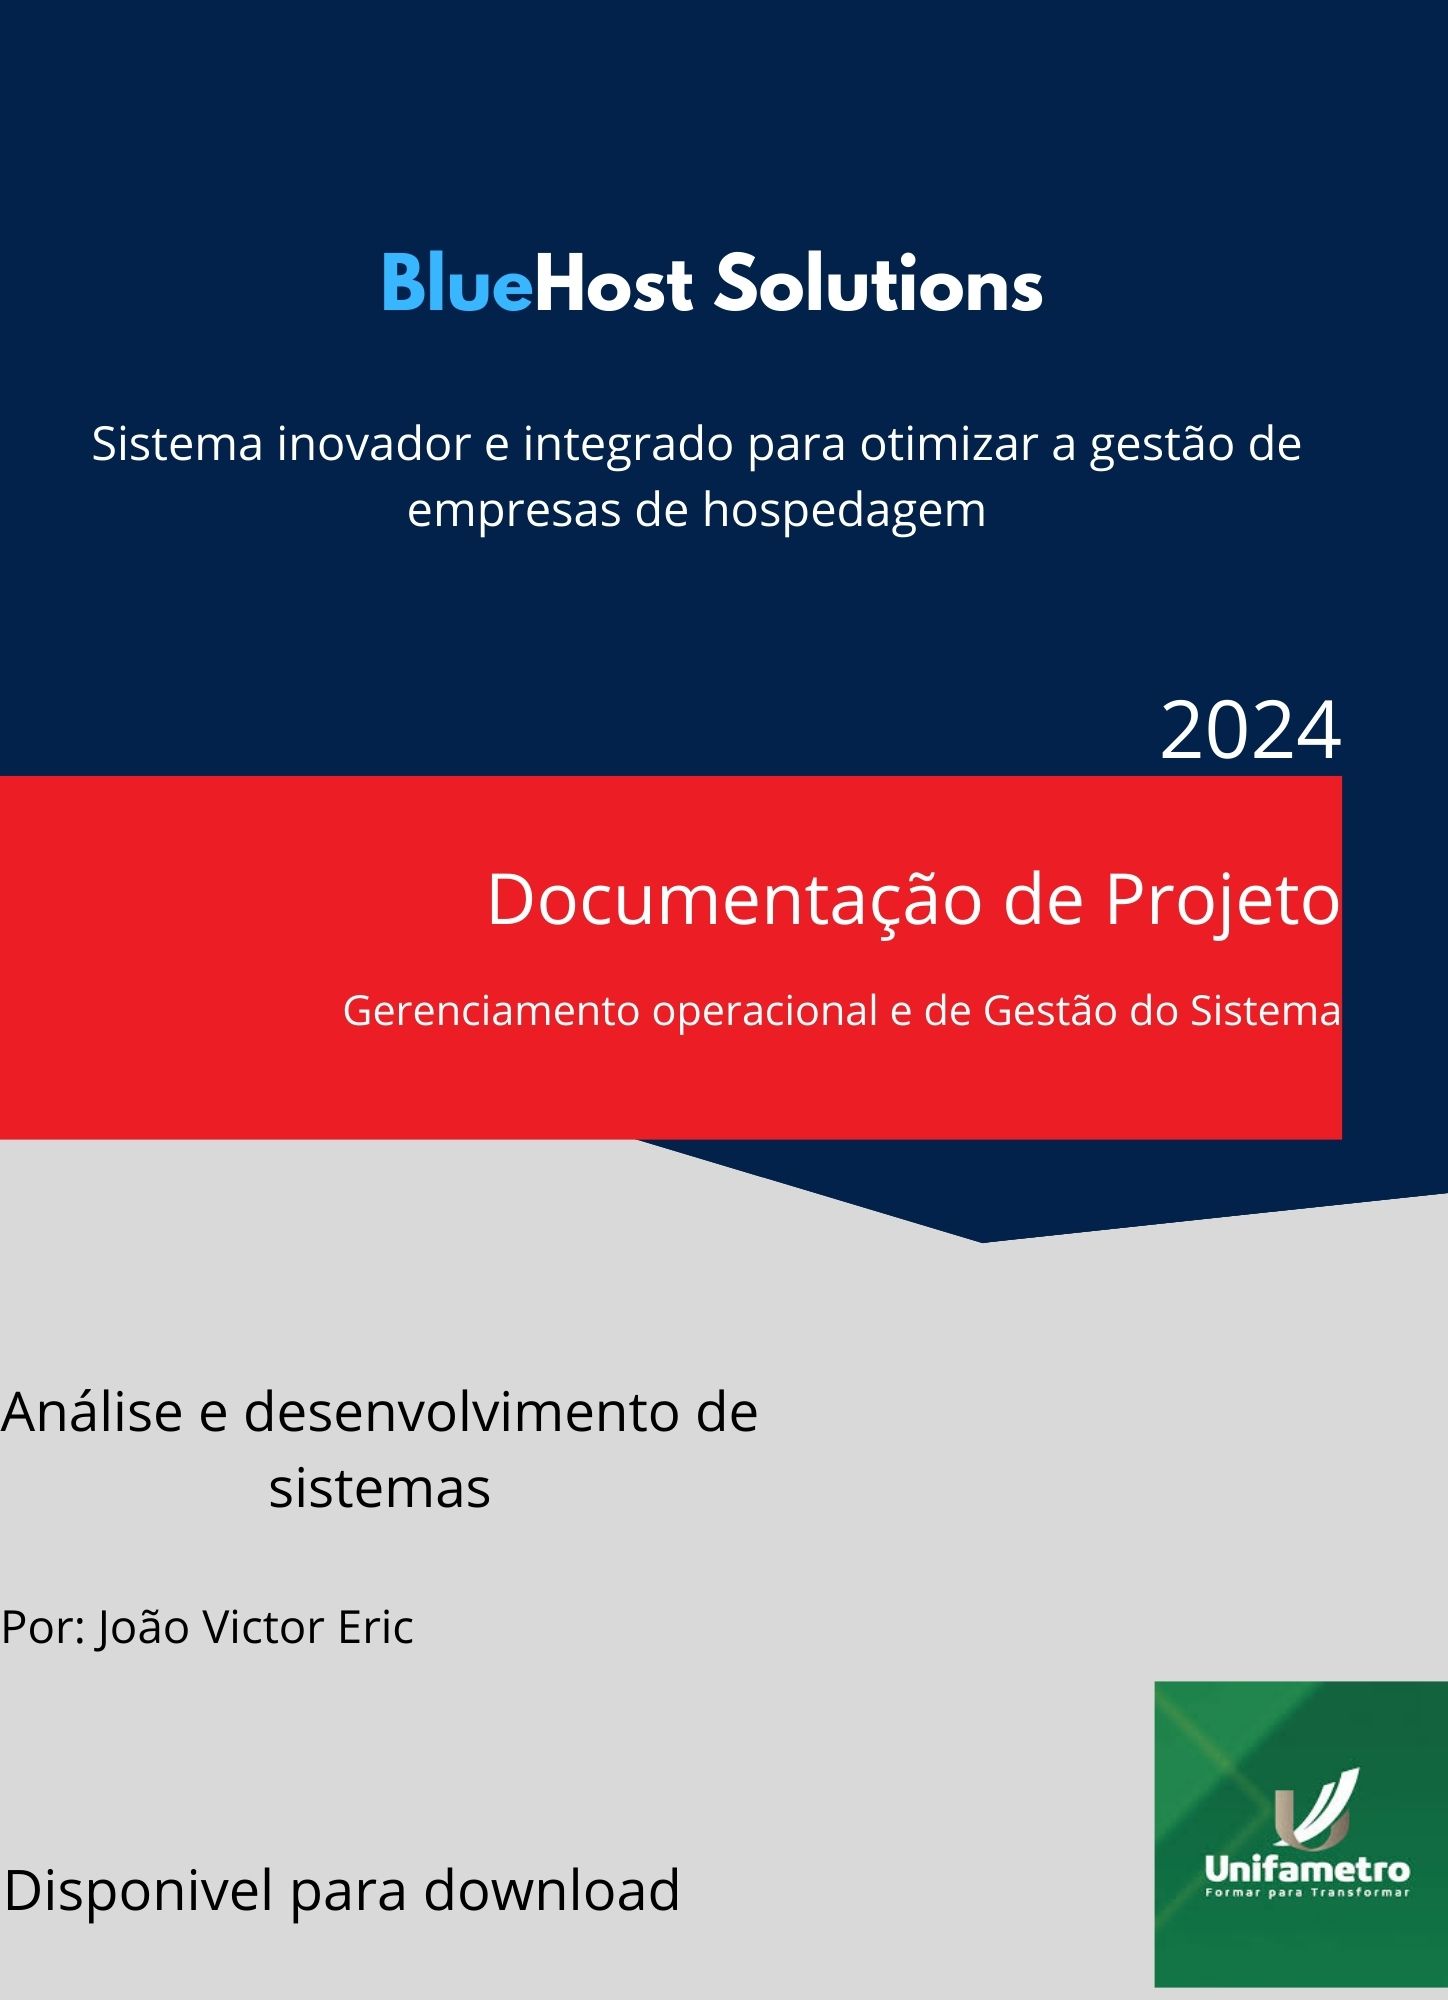 BlueHost Solutions
Sistema inovador e integrado para otimizar a gestão de
empresas de hospedagem
2024
Documentação de Projeto
Gerenciamento operacional e de Gestão do Sistema
Análise e desenvolvimento de
sistemas
Por: João Victor Eric
Unifametro
Formar para Transformar
Disponivel para download